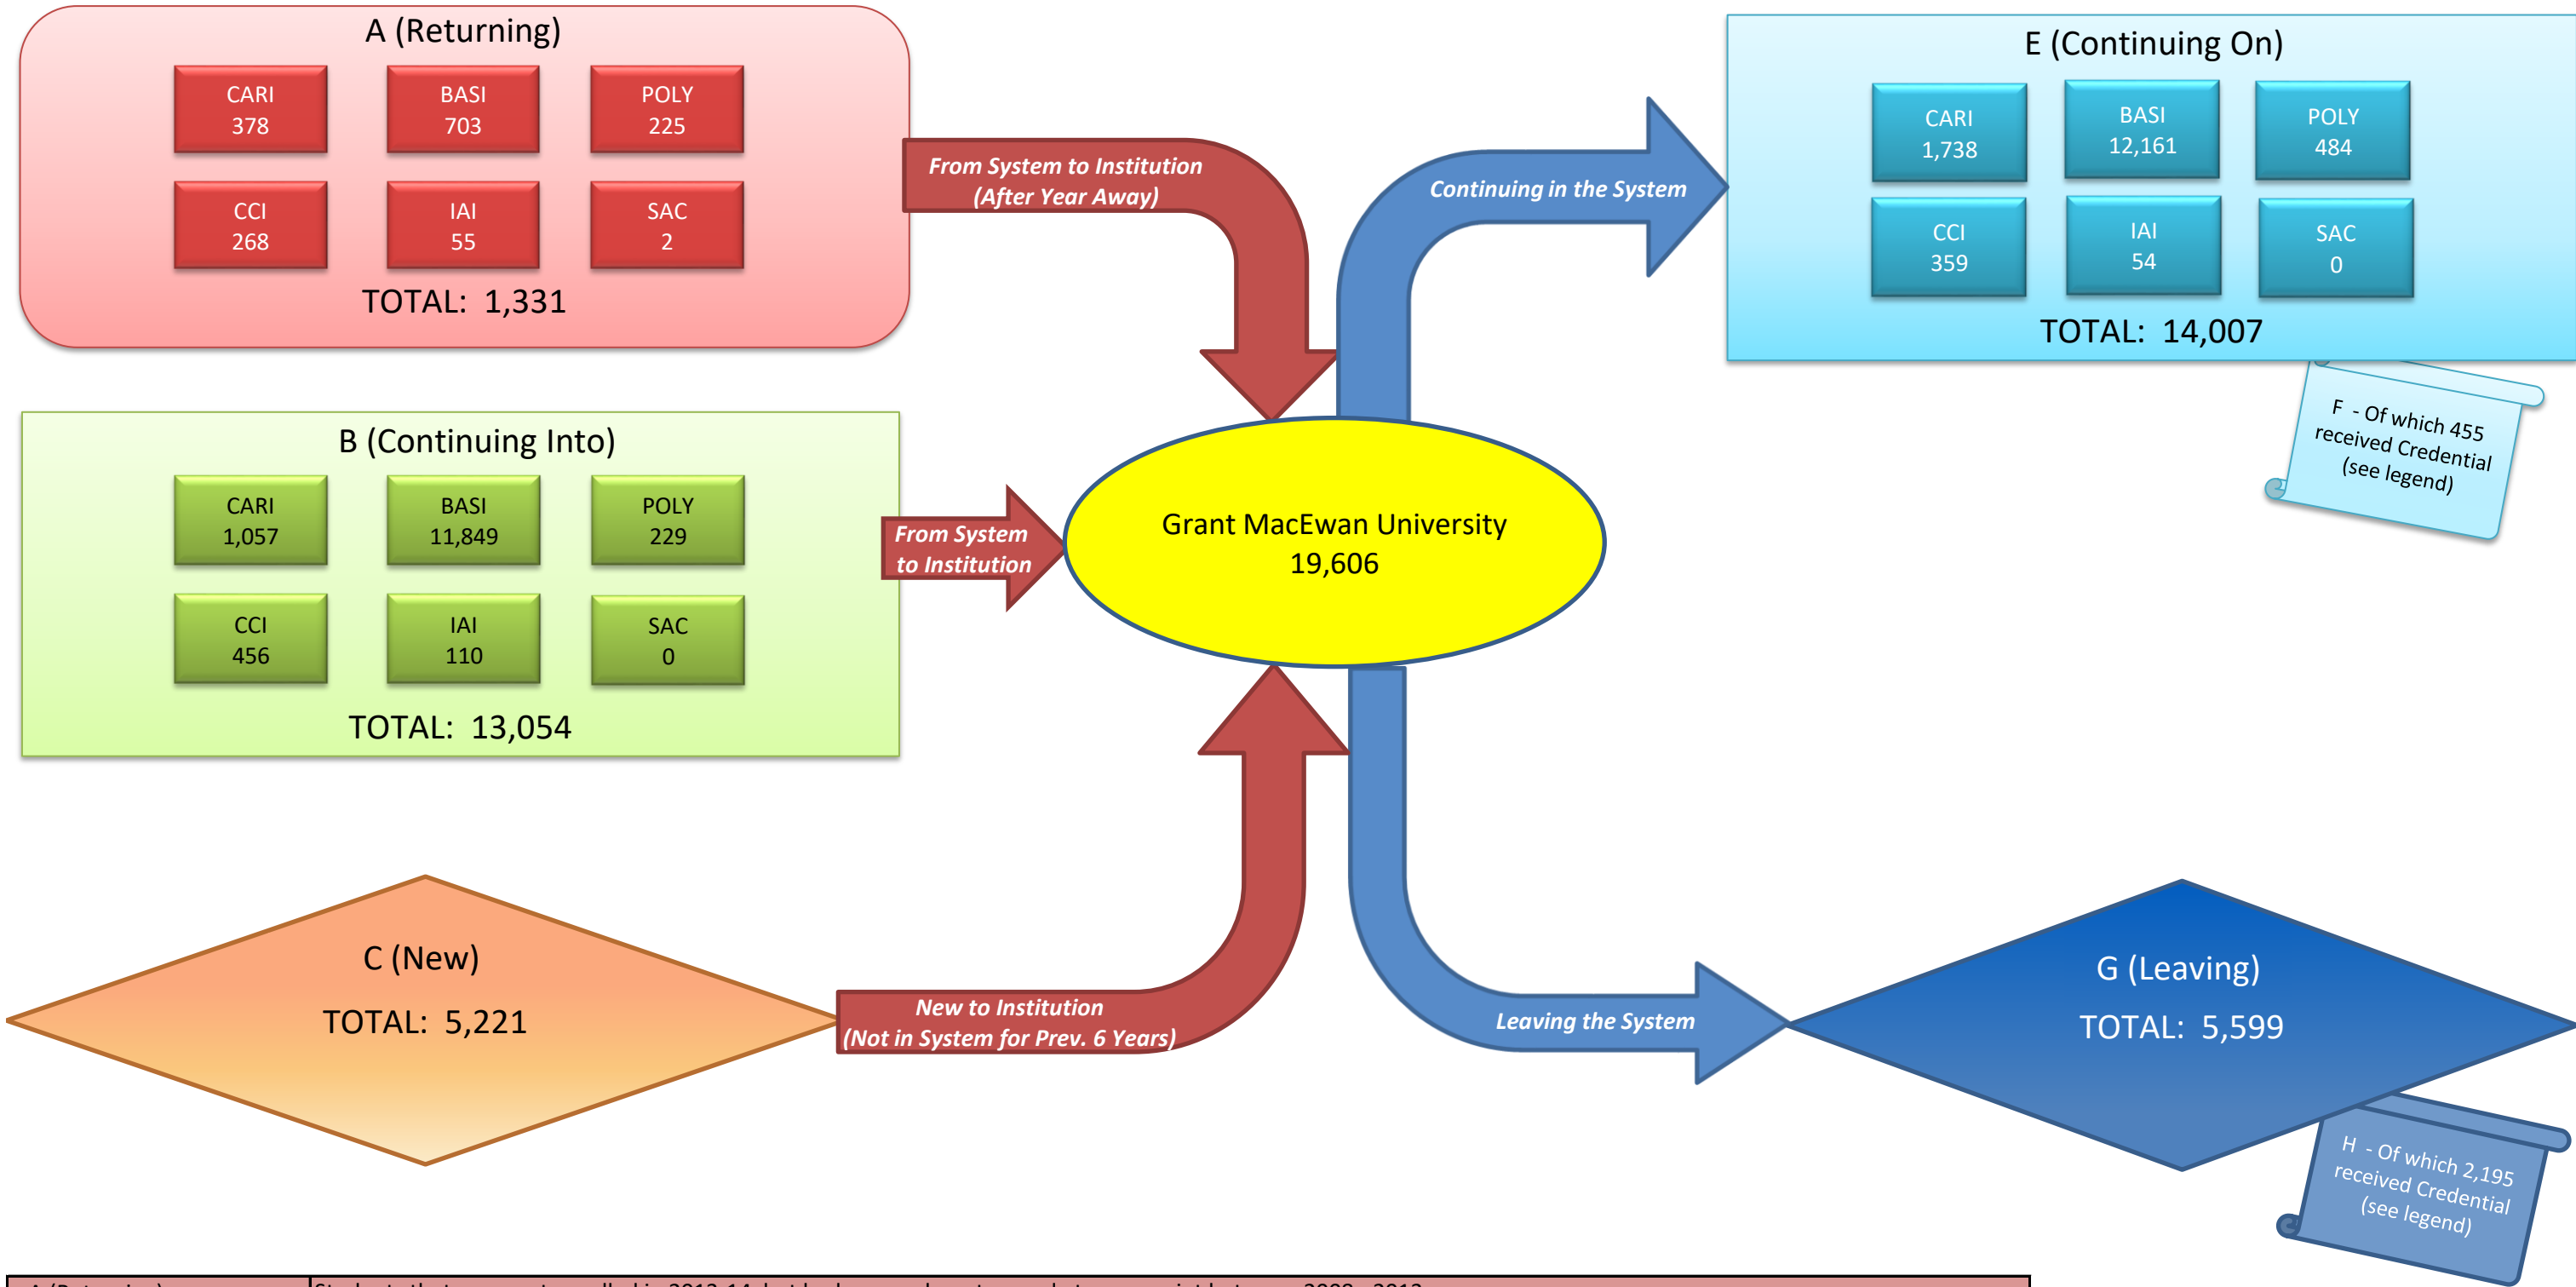 A (Returning)
CARI
378
BASI
703
POLY
225
CCI
268
IAI
55
SAC
2
TOTAL: 1,331
From System to Institution
(After Year Away)
Continuing in the System
E (Continuing On)
CARI
1,738
BASI
12,161
POLY
484
CCI
359
IAI
54
SAC
0
TOTAL: 14,007
F - Of which 455
received Credential
(see legend)
B (Continuing Into)
CARI
1,057
BASI
11,849
POLY
229
CCI
456
IAI
110
SAC
0
TOTAL: 13,054
From System
to Institution
Grant MacEwan University
19,606
C (New)
TOTAL: 5,221
New to Institution
(Not in System for Prev. 6 Years)
Leaving the System
G (Leaving)
TOTAL: 5,599
H - Of which 2,195
received Credential
(see legend)
A (Returning)